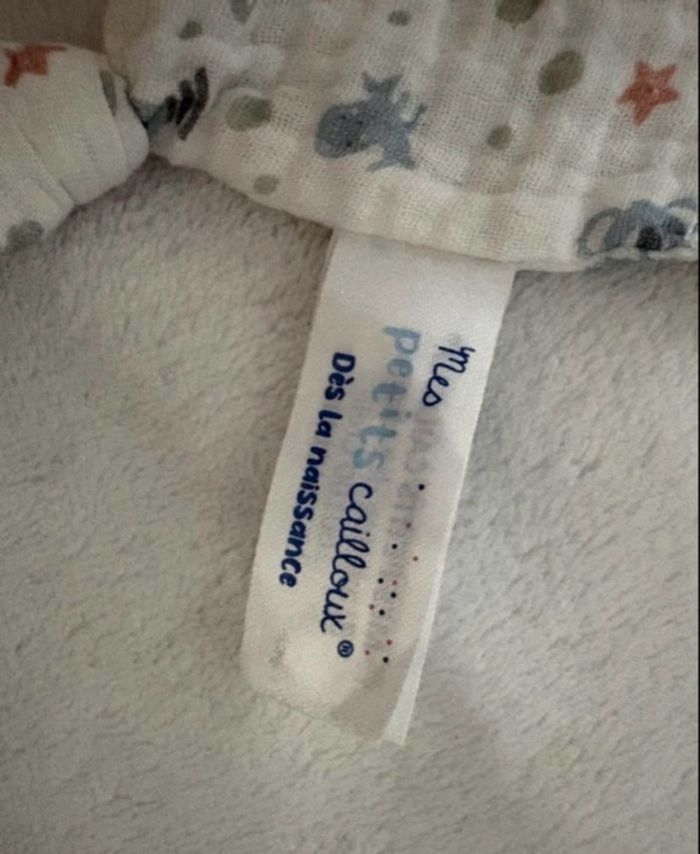 Mes
petits
cailloux®
Dès la naissance